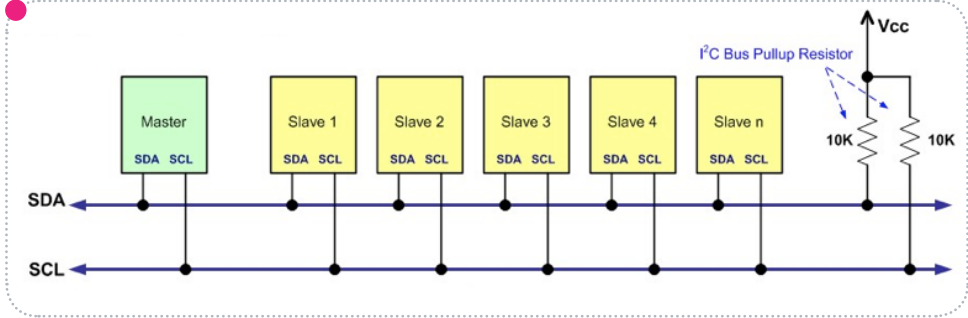 Vcc
I²C Bus Pullup Resistor
Master
Slave 1
Slave 2
Slave 3
Slave 4
Slave n
10K
10K
SDA SCL
SDA SCL
SDA SCL
SDA SCL
SDA SCL
SDA SCL
SDA
SCL